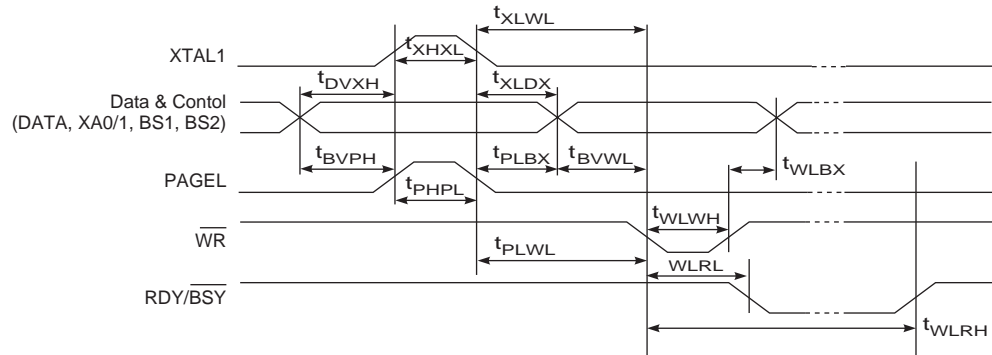 tXLWL
XTAL1
tXHXL
tDVXH
tXLDX
Data & Contol
(DATA, XA0/1, BS1, BS2)
tBVPH
tPLBX
tBVWL
tWLBX
PAGEL
tPHPL
tWLWH
WR
tPLWL
WLRL
RDY/BSY
tWLRH